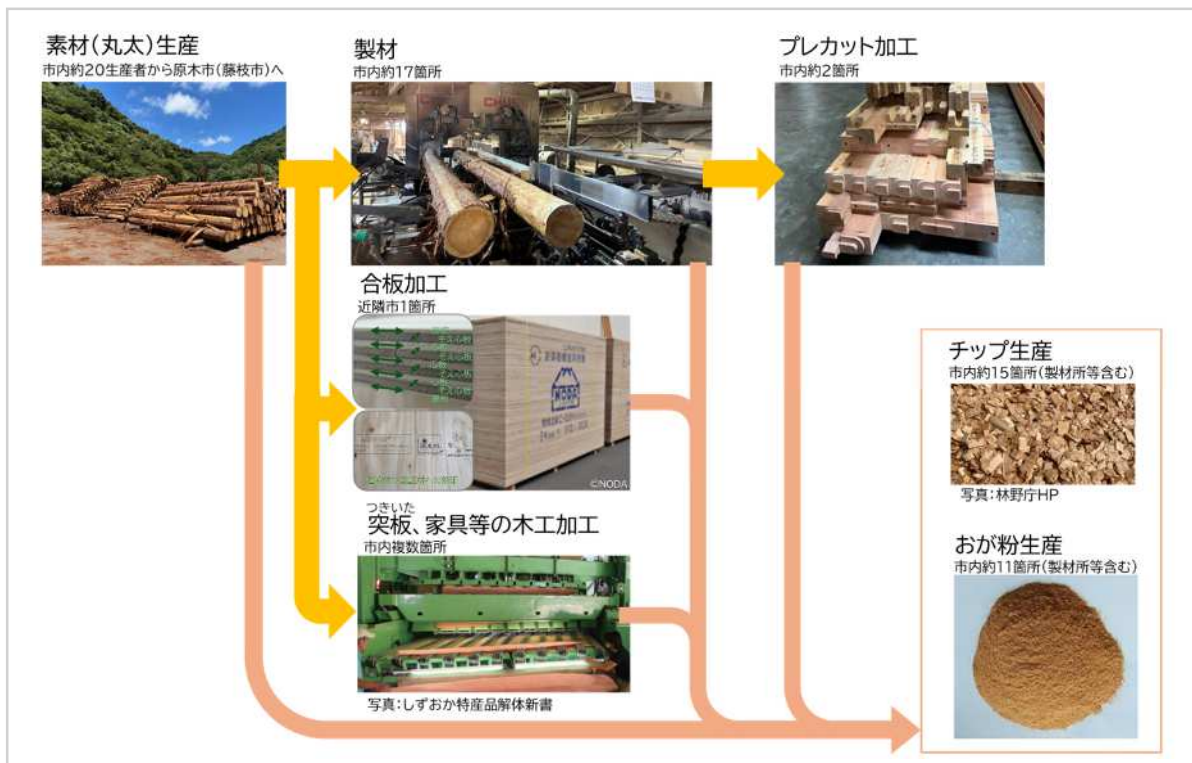 素材(丸太)生産
市内約20生産者から原木市(藤枝市)へ
製材
市内約17箇所
プレカット加工
市内約2箇所
合板加工
近隣市1箇所
NODA
©NODA
つきいた
突板、家具等の木工加工
市内複数箇所
写真:しずおか特産品解体新書
チップ生産
市内約15箇所(製材所等含む)
写真:林野庁HP
おが粉生産
市内約11箇所(製材所等含む)